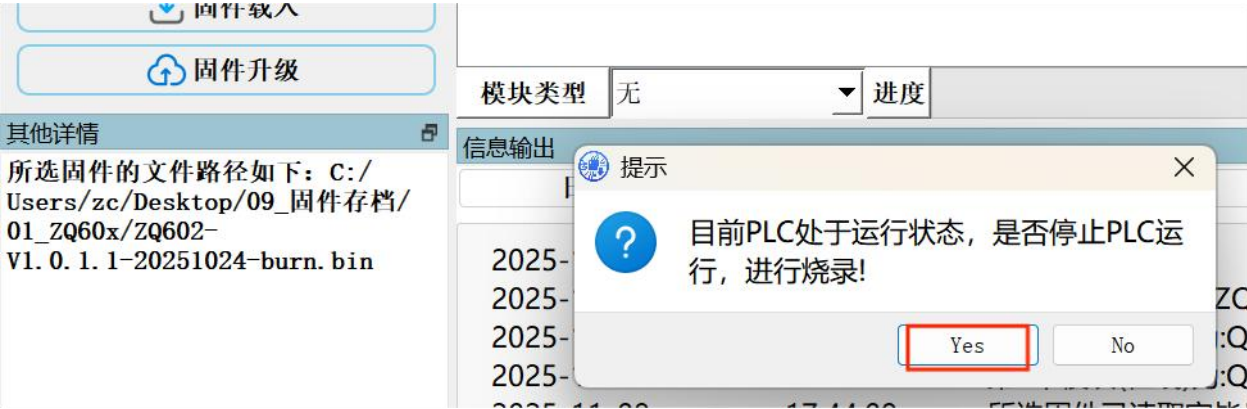 固件载入
固件升级
模块类型 无 进度
其他详情
所选固件的文件路径如下: C:/
Users/zc/Desktop/09_固件存档/
01_ZQ60x/ZQ602-
V1.0.1.1-20251024-burn.bin
信息输出
提示
目前PLC处于运行状态，是否停止PLC运
行，进行烧录!
Yes No
2025-
2025-
2025-
2025-